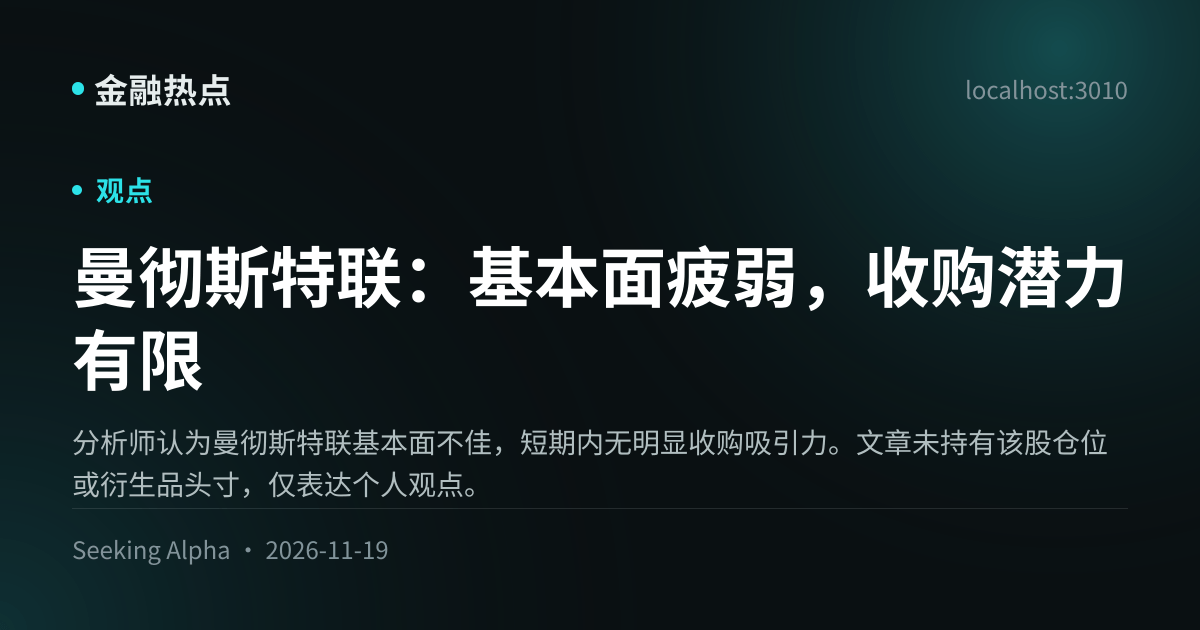 金融热点
localhost:3010
观点
曼彻斯特联：基本面疲弱，收购潜力
有限
分析师认为曼彻斯特联基本面不佳，短期内无明显收购吸引力。文章未持有该股仓位
或衍生品头寸，仅表达个人观点。
Seeking Alpha • 2026-11-19